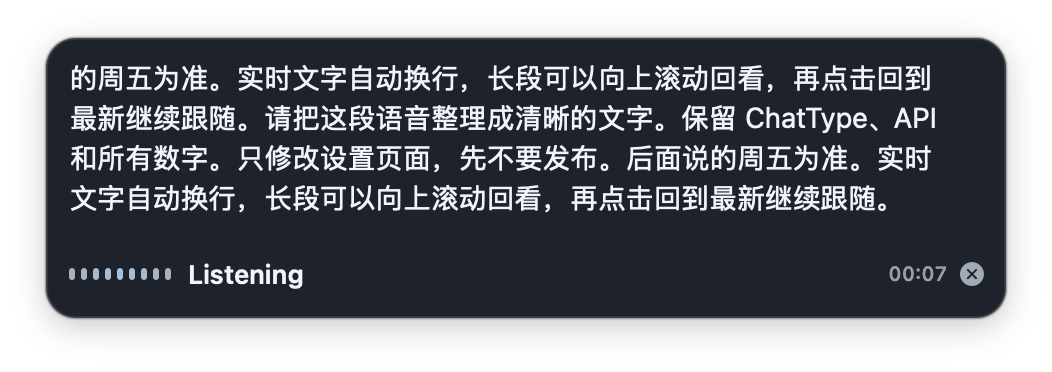 的周五为准。实时文字自动换行，长段可以向上滚动回看，再点击回到
最新继续跟随。请把这段语音整理成清晰的文字。保留 ChatType、API
和所有数字。只修改设置页面，先不要发布。后面说的周五为准。实时
文字自动换行，长段可以向上滚动回看，再点击回到最新继续跟随。
Listening
00:07